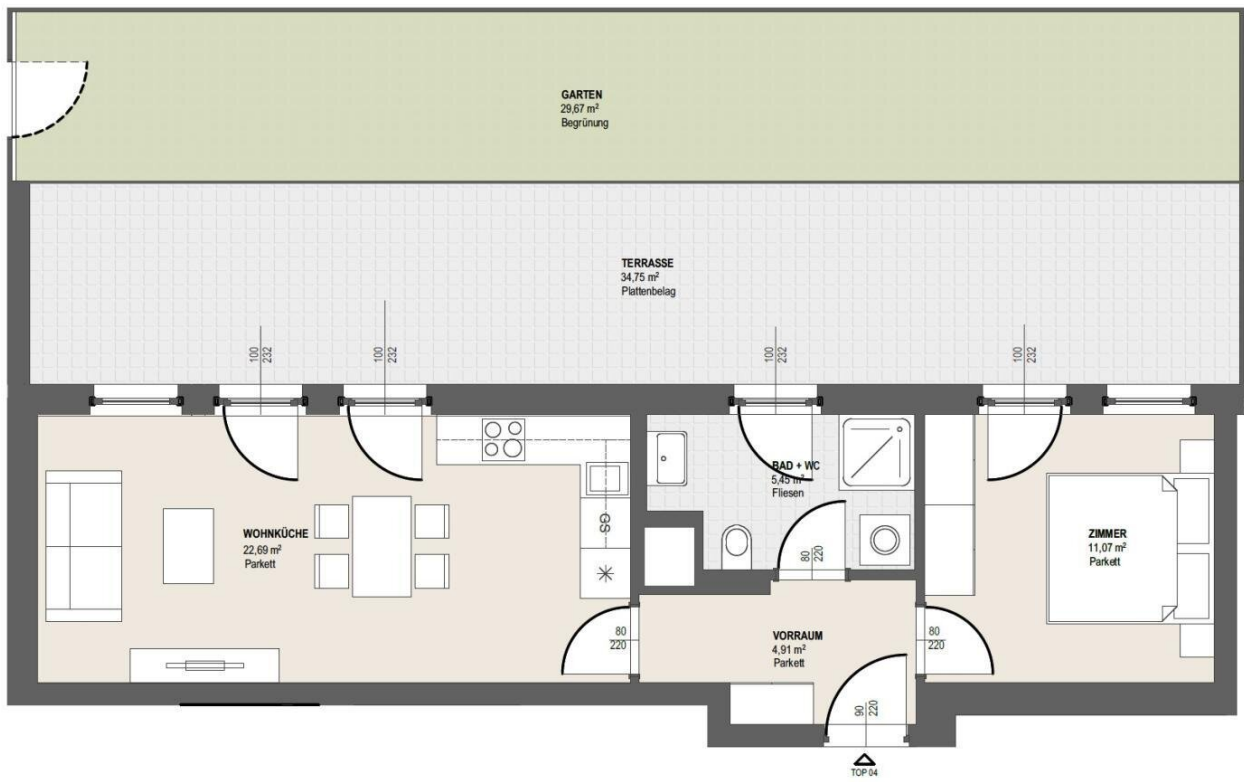 GARTEN
29,67 m²
Begrünung
TERRASSE
34,75 m²
Plattenbelag
100
232
100
232
100
232
100
232
WOHNKÜCHE
22,69 m²
Parkett
GS
BAD + WC
5,45 m²
Fliesen
80
220
ZIMMER
11,07 m²
Parkett
80
220
VORRAUM
4,91 m²
Parkett
80
220
90
220
TOP 04